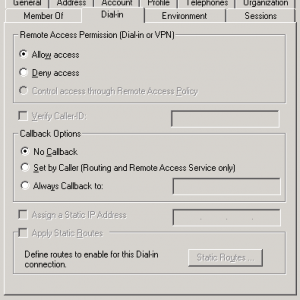 General Address Account Profile Telephones Organization
Member Of Dial-in Environment Sessions
Remote Access Permission (Dial-in or VPN)
Allow access
Deny access
Control access through Remote Access Policy
Verify Caller-ID:
Callback Options
No Callback
Set by Caller (Routing and Remote Access Service only)
Always Callback to:
Assign a Static IP Address
Apply Static Routes
Define routes to enable for this Dial-in
connection.
Static Routes ...